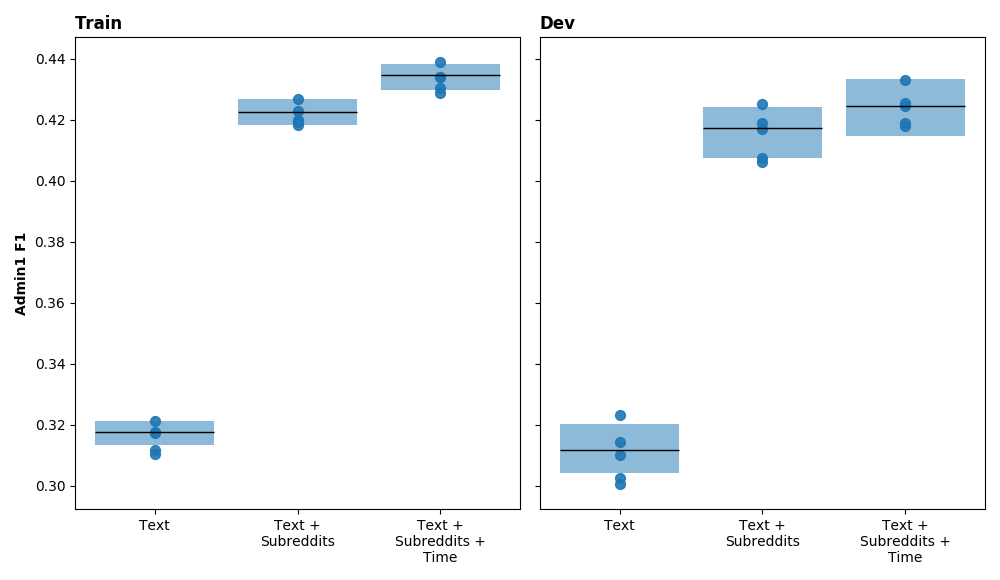 Train
Dev
Admin1 F1
0.44
0.42
0.40
0.38
0.36
0.34
0.32
0.30
Text
Text +
Subreddits
Text +
Subreddits +
Time
Text
Text +
Subreddits
Text +
Subreddits +
Time